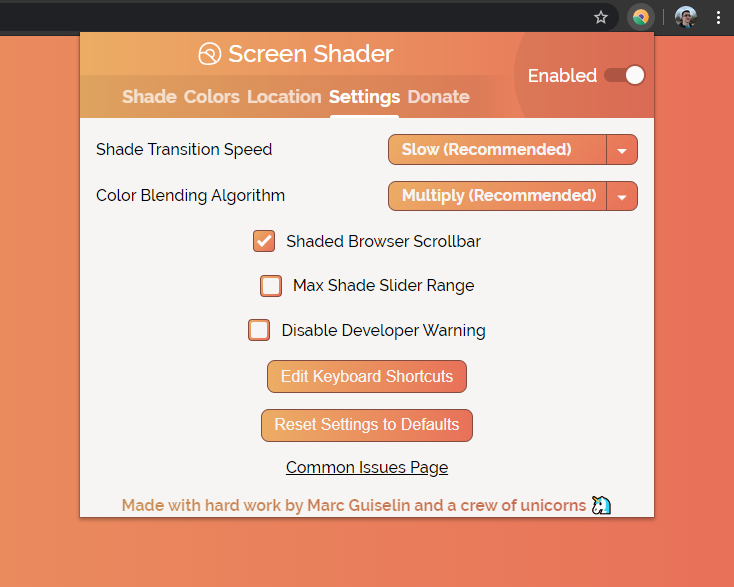 Screen Shader
Enabled
Shade Colors Location Settings Donate
Shade Transition Speed
Slow (Recommended)
Color Blending Algorithm
Multiply (Recommended)
Shaded Browser Scrollbar
Max Shade Slider Range
Disable Developer Warning
Edit Keyboard Shortcuts
Reset Settings to Defaults
Common Issues Page
Made with hard work by Marc Guiselin and a crew of unicorns 🦄